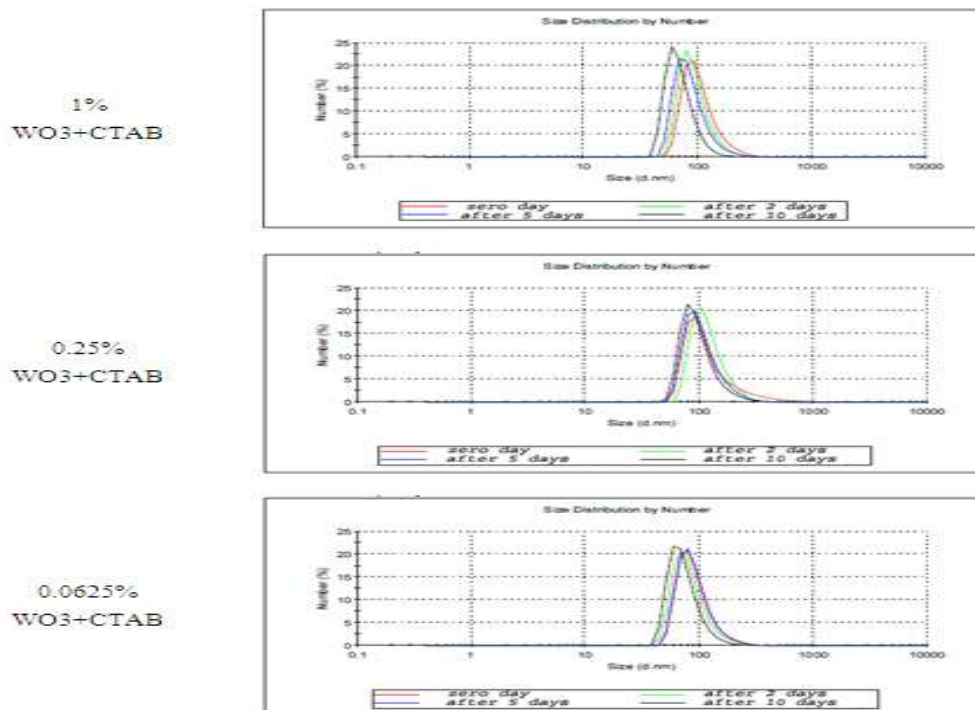 1%
WO3+CTAB
Size Distribution by Number
Number (%)
25
20
15
10
5
0
0.1 1 10 100 1000 10000
Size (d.nm)
zero day after 2 days
after 5 days after 10 days
0.25%
WO3+CTAB
Size Distribution by Number
Number (%)
25
20
15
10
5
0
0.1 1 10 100 1000 10000
Size (d.nm)
zero day after 2 days
after 5 days after 10 days
0.0625%
WO3+CTAB
Size Distribution by Number
Number (%)
25
20
15
10
5
0
0.1 1 10 100 1000 10000
Size (d.nm)
zero day after 2 days
after 5 days after 10 days